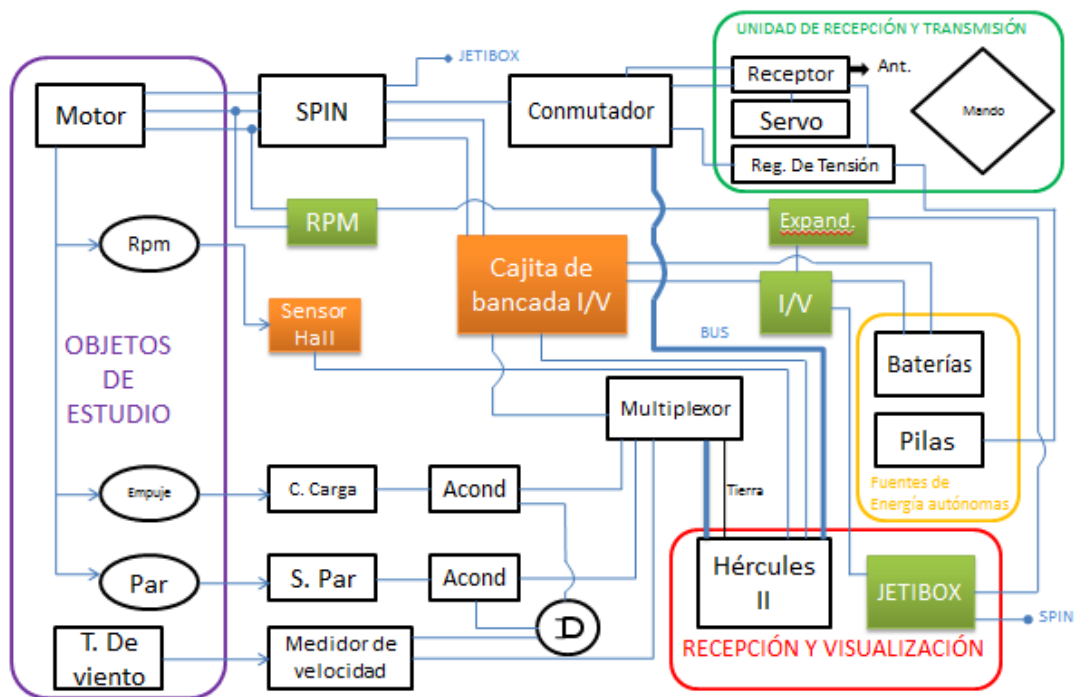 UNIDAD DE RECEPCIÓN Y TRANSMISIÓN
JETIBOX
Motor
SPIN
Conmutador
Receptor
Ant.
Servo
Mando
Reg. De Tensión
RPM
Expand.
Rpm
Cajita de
bancada I/V
I/V
Sensor
Hall
BUS
OBJETOS
DE
ESTUDIO
Baterías
Multiplexor
Pilas
Fuentes de
Energía autónomas
Empuje
C. Carga
Acond
Tierra
Par
S. Par
Acond
Hércules
II
JETIBOX
SPIN
T. De
viento
Medidor de
velocidad
RECEPCIÓN Y VISUALIZACIÓN